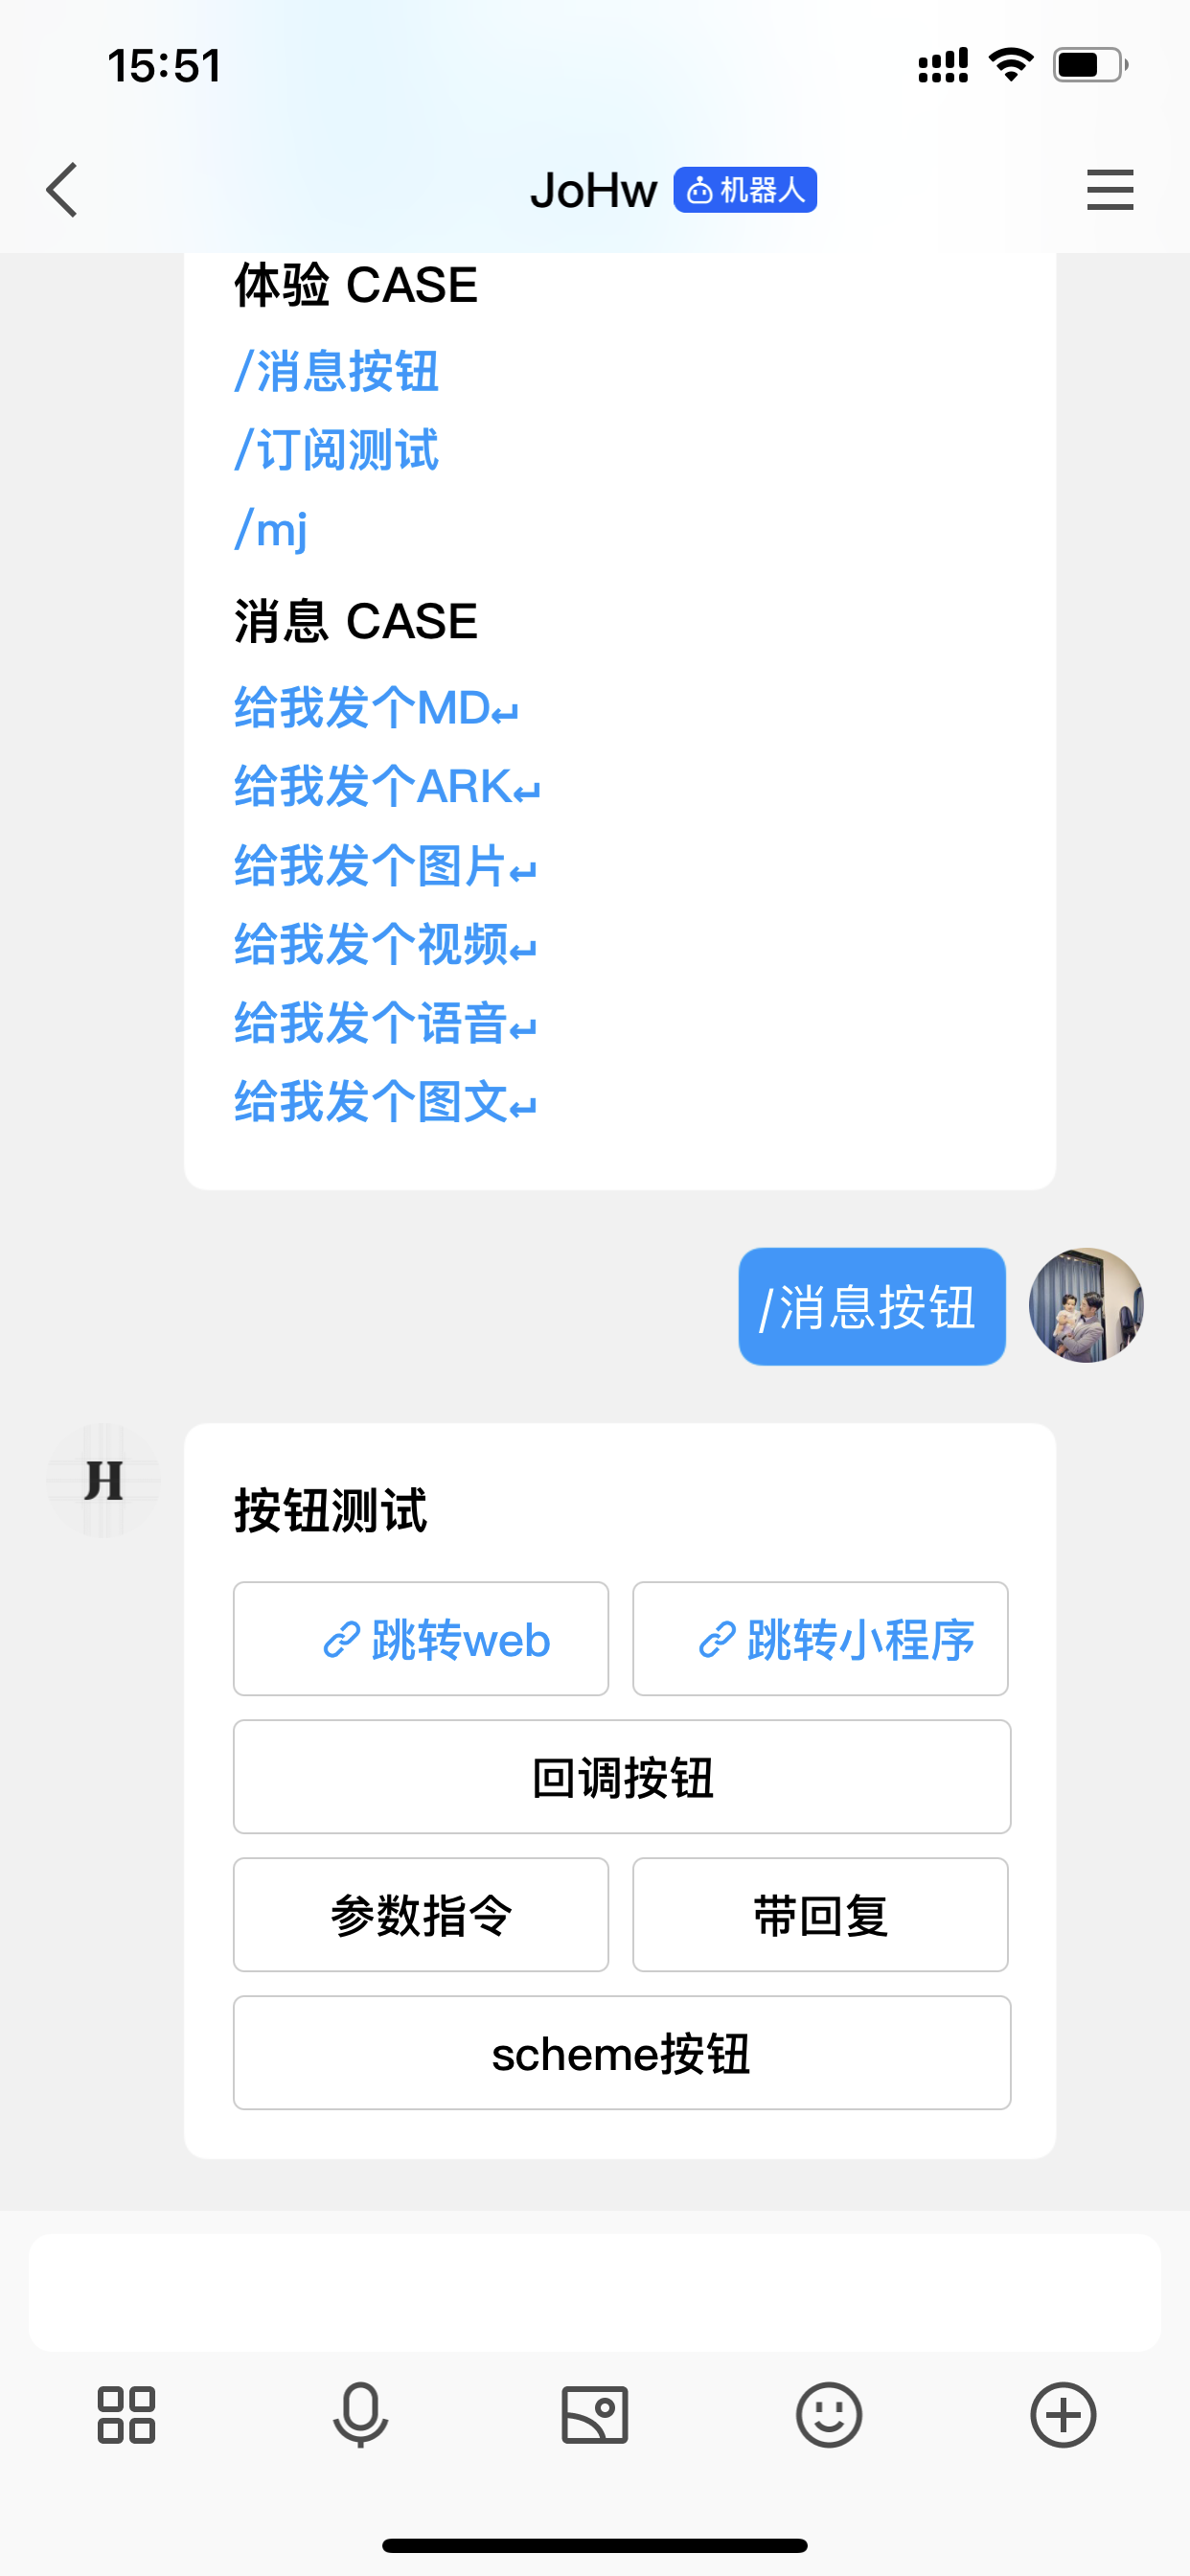 15:51
JoHw 机器人
体验 CASE
/消息按钮
/订阅测试
/mj
消息 CASE
给我发个MD↵
给我发个ARK↵
给我发个图片↵
给我发个视频↵
给我发个语音↵
给我发个图文↵
/消息按钮
JH
按钮测试
跳转web 跳转小程序
回调按钮
参数指令 带回复
scheme按钮